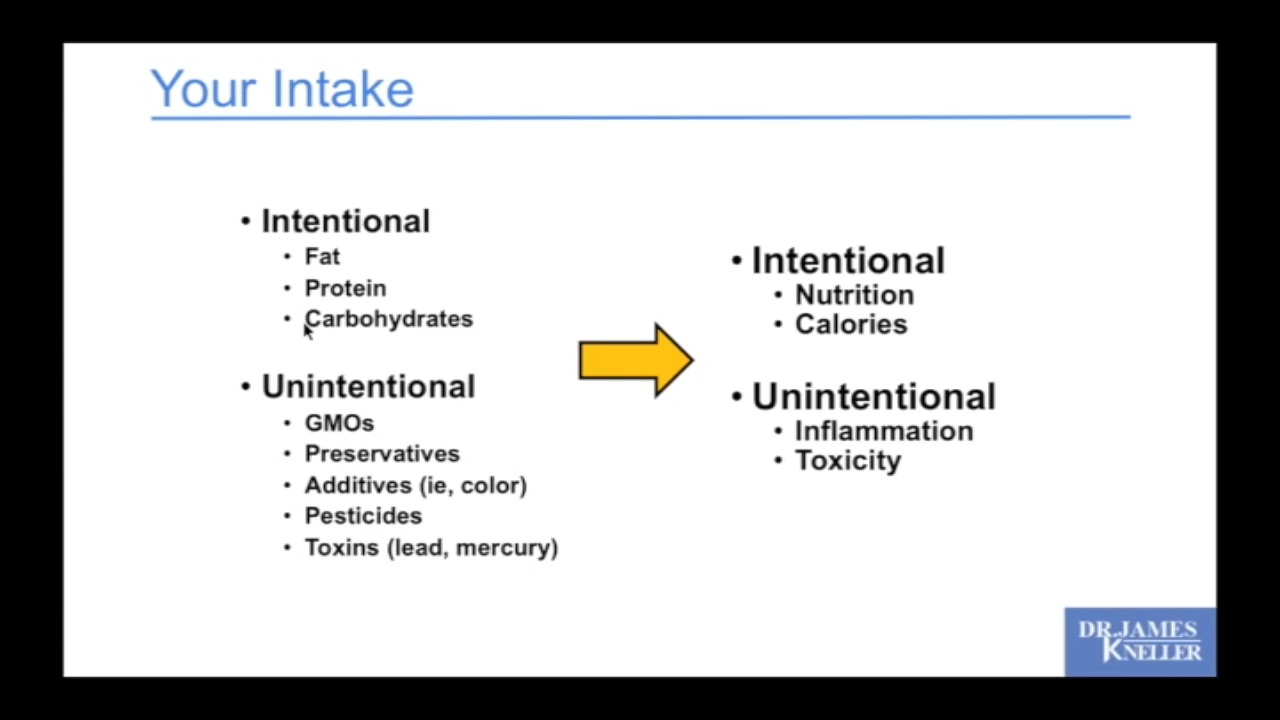 Your Intake
• Intentional
• Fat
• Protein
• Carbohydrates
• Unintentional
• GMOs
• Preservatives
• Additives (ie, color)
• Pesticides
• Toxins (lead, mercury)
• Intentional
• Nutrition
• Calories
• Unintentional
• Inflammation
• Toxicity
DR.JAMES
KNELLER